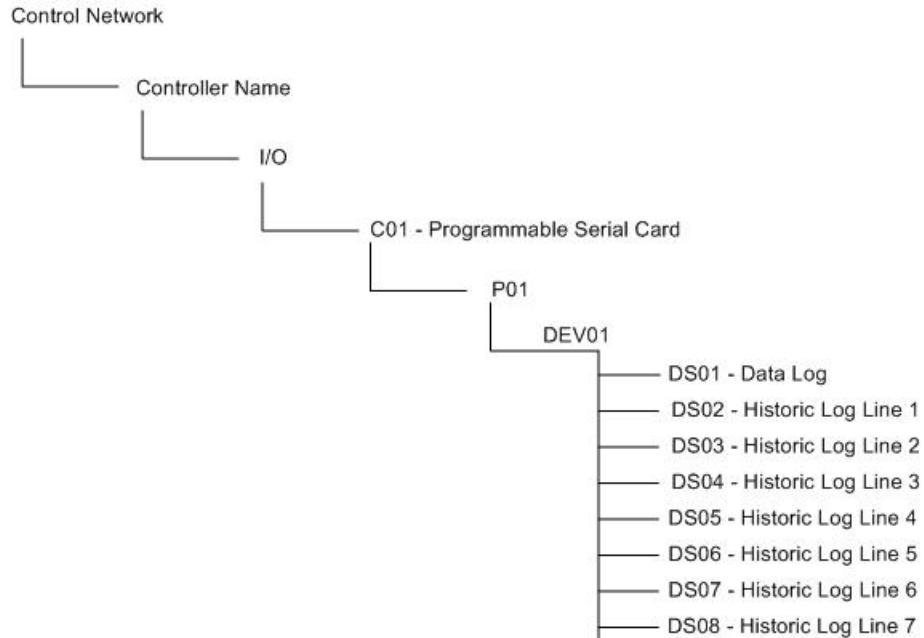 Control Network
Controller Name
I/O
C01 - Programmable Serial Card
P01
DEV01
DS01 - Data Log
DS02 - Historic Log Line 1
DS03 - Historic Log Line 2
DS04 - Historic Log Line 3
DS05 - Historic Log Line 4
DS06 - Historic Log Line 5
DS07 - Historic Log Line 6
DS08 - Historic Log Line 7